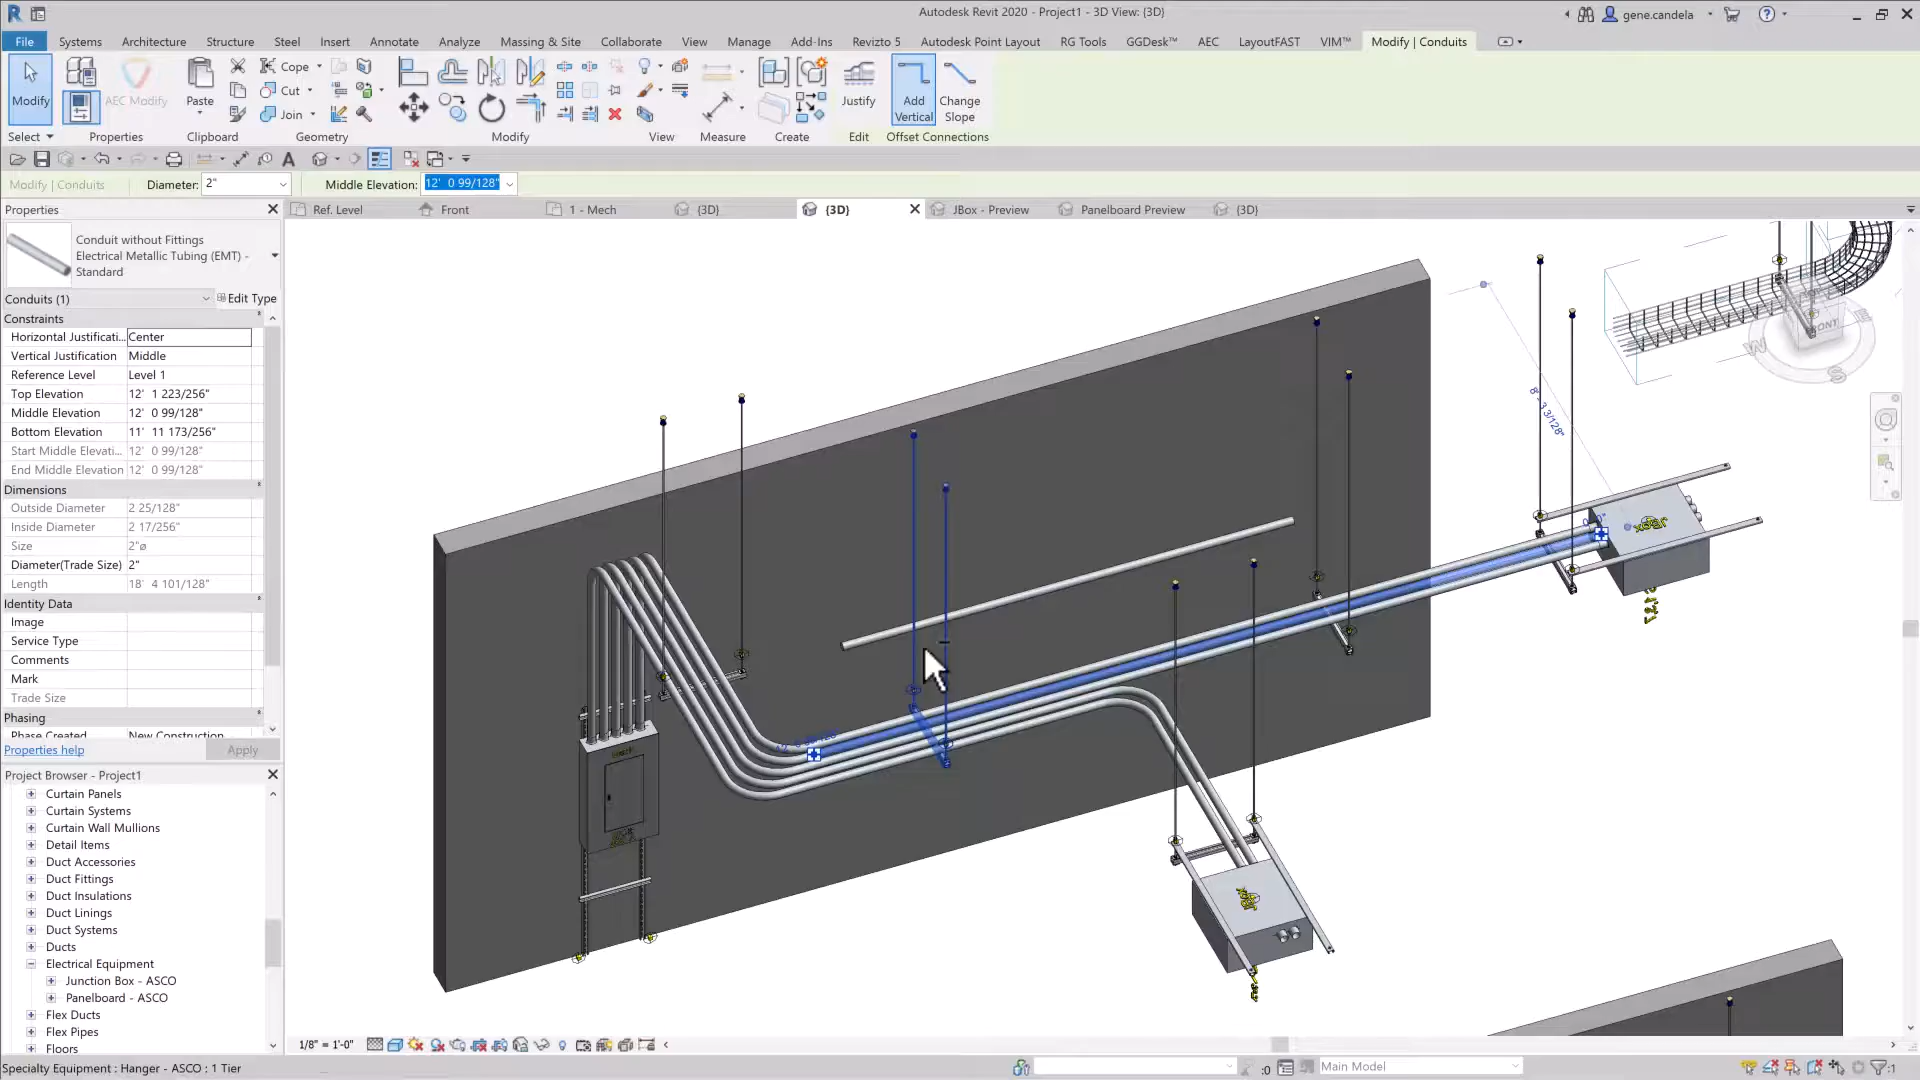 Autodesk Revit 2020 - Project1 - 3D View: {3D}
gene.candela
File Systems Architecture Structure Steel Insert Annotate Analyze Massing & Site Collaborate View Manage Add-Ins Revizto 5 Autodesk Point Layout RG Tools GGDesk™ AEC LayoutFAST VIM™ Modify | Conduits
Modify
AEC Modify
Paste
Cope
Cut
Join
Justify
Add Vertical
Change Slope
Select Properties Clipboard Geometry Modify View Measure Create Edit Offset Connections
Modify | Conduits Diameter: 2" Middle Elevation: 12' 0 99/128"
Properties
Ref. Level Front 1 - Mech {3D} {3D} JBox - Preview Panelboard Preview {3D}
Conduit without Fittings
Electrical Metallic Tubing (EMT) -
Standard
Conduits (1) Edit Type
Constraints
Horizontal Justificati... Center
Vertical Justification Middle
Reference Level Level 1
Top Elevation 12' 1 223/256"
Middle Elevation 12' 0 99/128"
Bottom Elevation 11' 11 173/256"
Start Middle Elevati... 12' 0 99/128"
End Middle Elevation 12' 0 99/128"
Dimensions
Outside Diameter 2 25/128"
Inside Diameter 2 17/256"
Size 2"ø
Diameter(Trade Size) 2"
Length 18' 4 101/128"
Identity Data
Image
Service Type
Comments
Mark
Trade Size
Phasing
Phase Created New Construction
Properties help Apply
Project Browser - Project1
Curtain Panels
Curtain Systems
Curtain Wall Mullions
Detail Items
Duct Accessories
Duct Fittings
Duct Insulations
Duct Linings
Duct Systems
Ducts
Electrical Equipment
Junction Box - ASCO
Panelboard - ASCO
Flex Ducts
Flex Pipes
Floors
8' - 3 3/128"
W
S
1/8" = 1'-0"
Specialty Equipment : Hanger - ASCO : 1 Tier
:0
Main Model
:1